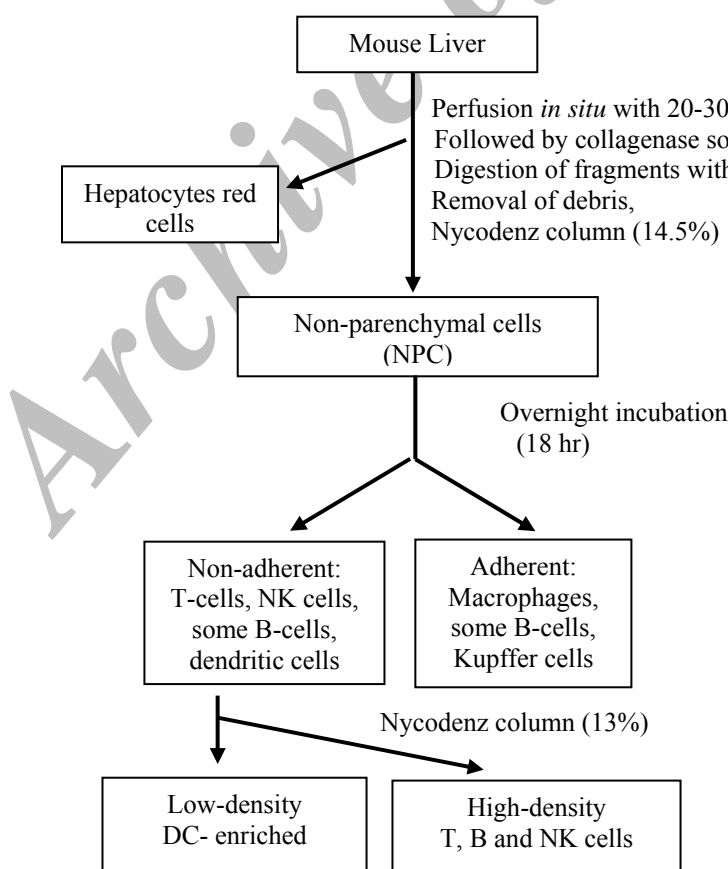 Mouse Liver
Perfusion in situ with 20-30
Followed by collagenase so
Digestion of fragments with
Removal of debris,
Nycodenz column (14.5%)
Hepatocytes red
cells
Non-parenchymal cells
(NPC)
Overnight incubation
(18 hr)
Non-adherent:
T-cells, NK cells,
some B-cells,
dendritic cells
Adherent:
Macrophages,
some B-cells,
Kupffer cells
Nycodenz column (13%)
Low-density
DC- enriched
High-density
T, B and NK cells
Archive